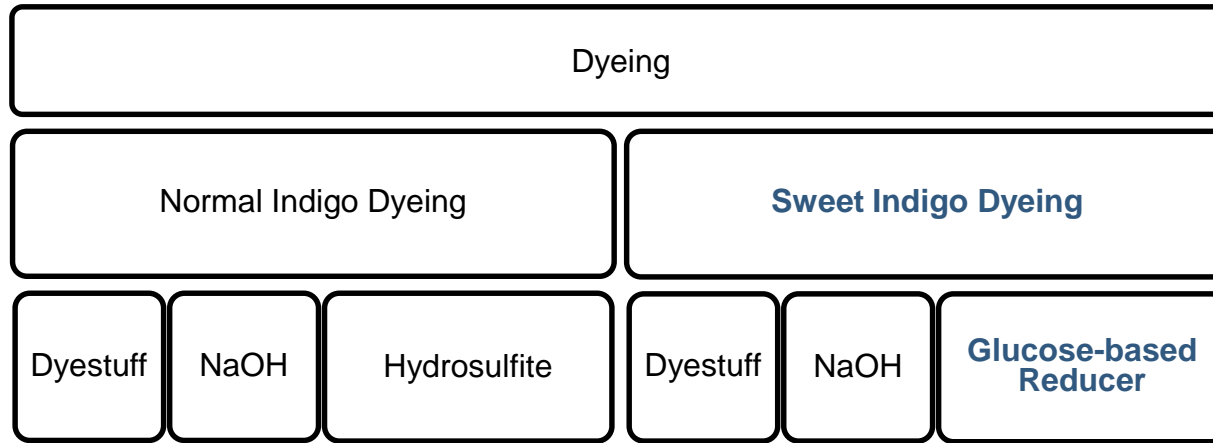 Dyeing
Normal Indigo Dyeing
Sweet Indigo Dyeing
Dyestuff
NaOH
Hydrosulfite
Dyestuff
NaOH
Glucose-based
Reducer